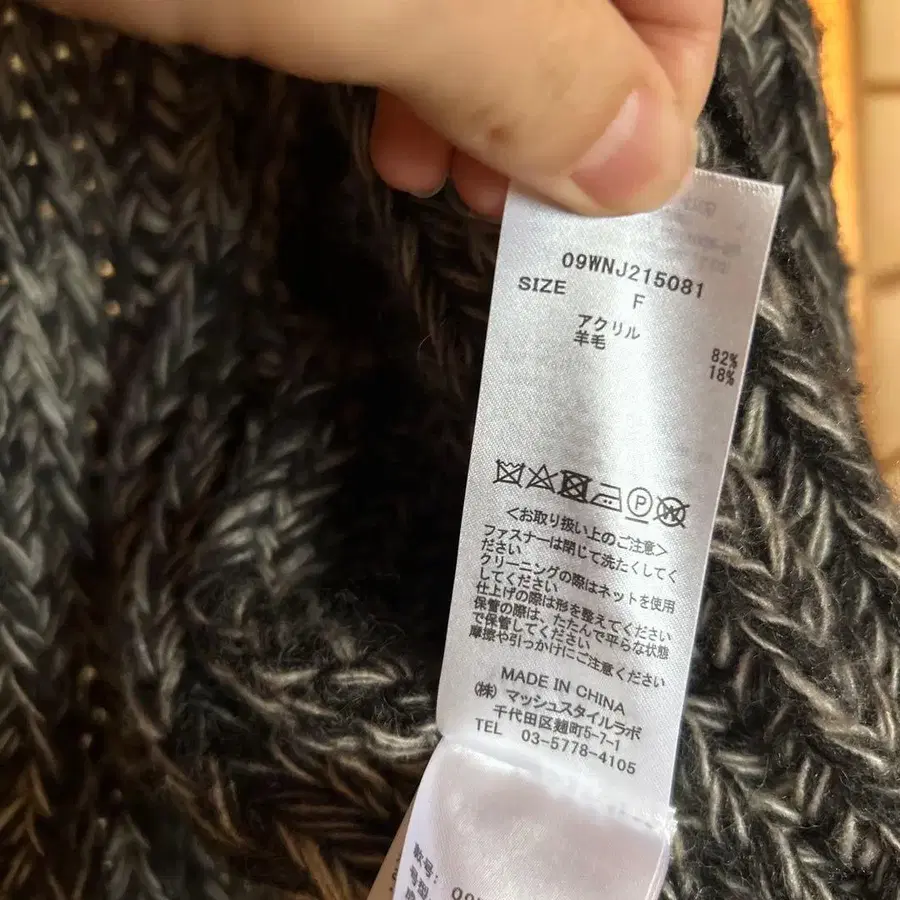 09WNJ215081
SIZE F
アクリル 82%
羊毛 18%
P
W
<お取り扱い上のご注意>
ファスナーは閉じて洗たくしてく
ださい
クリーニングの際はネットを使用
してください
仕上げの際は形を整えてください
保管の際は、たたんで平らな状態
で保管してください
摩擦や引っかけにご注意ください
MADE IN CHINA
(株) マッシュスタイルラボ
千代田区麹町5-7-1
TEL 03-5778-4105
款号:
号型: